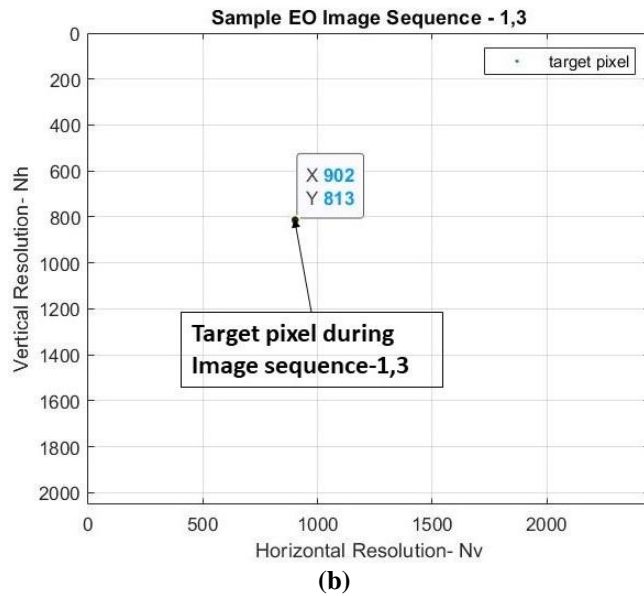 Sample EO Image Sequence - 1,3
target pixel
X 902
Y 813
Target pixel during
Image sequence-1,3
Vertical Resolution- Nh
0
200
400
600
800
1000
1200
1400
1600
1800
2000
0 500 1000 1500 2000
Horizontal Resolution- Nv
(b)